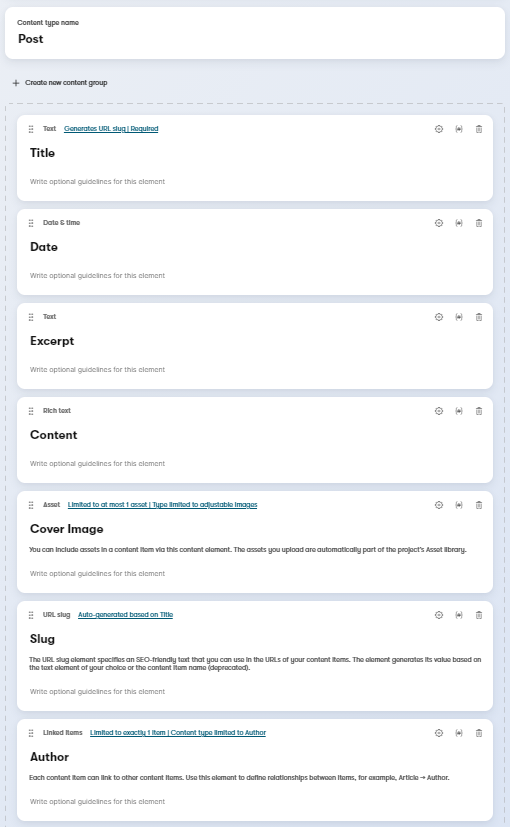 Content type name
Post
Create new content group
Text Generates URL slug | Required
Title
Write optional guidelines for this element
Date & time
Date
Write optional guidelines for this element
Text
Excerpt
Write optional guidelines for this element
Rich text
Content
Write optional guidelines for this element
Asset Limited to at most 1 asset | Type limited to adjustable images
Cover Image
You can include assets in a content item via this content element. The assets you upload are automatically part of the project's Asset library.
Write optional guidelines for this element
URL slug Auto-generated based on Title
Slug
The URL slug element specifies an SEO-friendly text that you can use in the URLs of your content items. The element generates its value based on
the text element of your choice or the content item name (deprecated).
Write optional guidelines for this element
Linked items Limited to exactly 1 item | Content type limited to Author
Author
Each content item can link to other content items. Use this element to define relationships between items, for example, Article → Author.
Write optional guidelines for this element